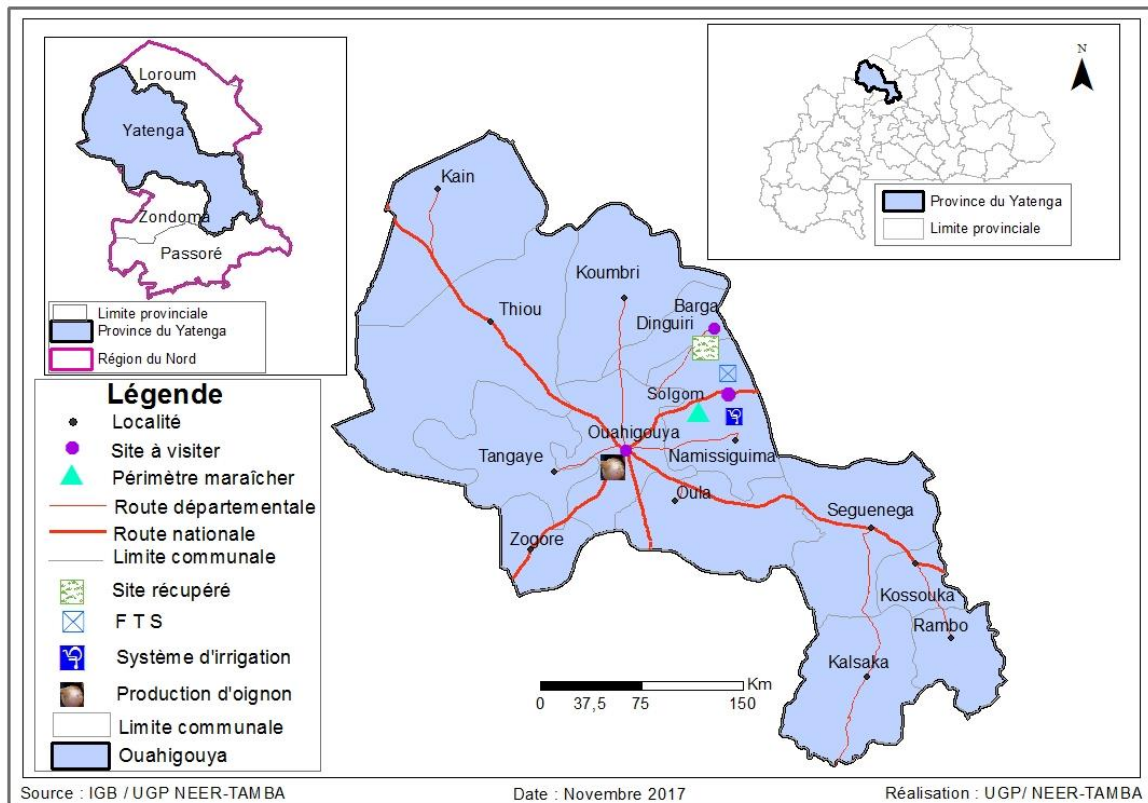 Loroum
Yatenga
Zondoma
Passoré
Limite provinciale
Province du Yatenga
Région du Nord
N
Province du Yatenga
Limite provinciale
Kain
Koumbri
Thiou
Barga
Dinguiri
Solgom
Ouahigouya
Tangaye
Namissiguima
Oula
Zogore
Seguenega
Kossouka
Rambo
Kalsaka
Légende
Localité
Site à visiter
Périmètre maraîcher
Route départementale
Route nationale
Limite communale
Site récupéré
F T S
Système d'irrigation
Production d'oignon
Limite communale
Ouahigouya
Km
0 37,5 75 150
Source : IGB / UGP NEER-TAMBA
Date : Novembre 2017
Réalisation : UGP/ NEER-TAMBA